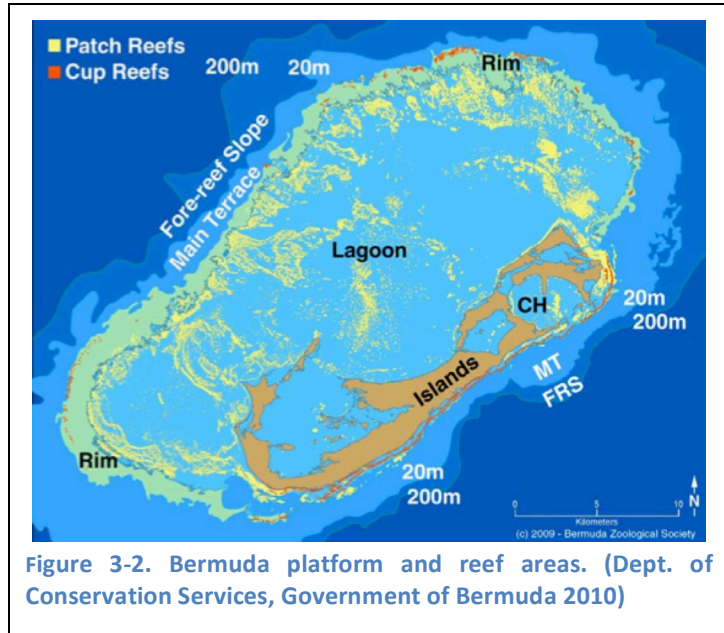 Patch Reefs
Cup Reefs
200m 20m
Rim
Fore-reef Slope
Main Terrace
Lagoon
CH
20m
200m
Islands
MT
FRS
Rim
20m
200m
N
0 5 10
Kilometers
(c) 2009 - Bermuda Zoological Society
Figure 3-2. Bermuda platform and reef areas. (Dept. of
Conservation Services, Government of Bermuda 2010)